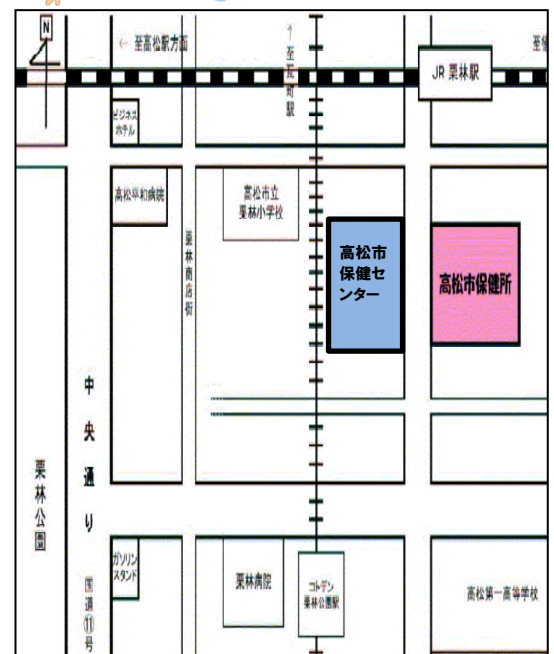 N
← 至高松駅方面
↑至瓦町駅
JR 栗林駅
ビジネス
ホテル
高松平和病院
高松市立
栗林小学校
栗林商店街
高松市
保健セ
ンター
高松市保健所
中央通り
栗林公園
国道⑪号
ガソリン
スタンド
栗林病院
コトデン
栗林公園駅
高松第一高等学校